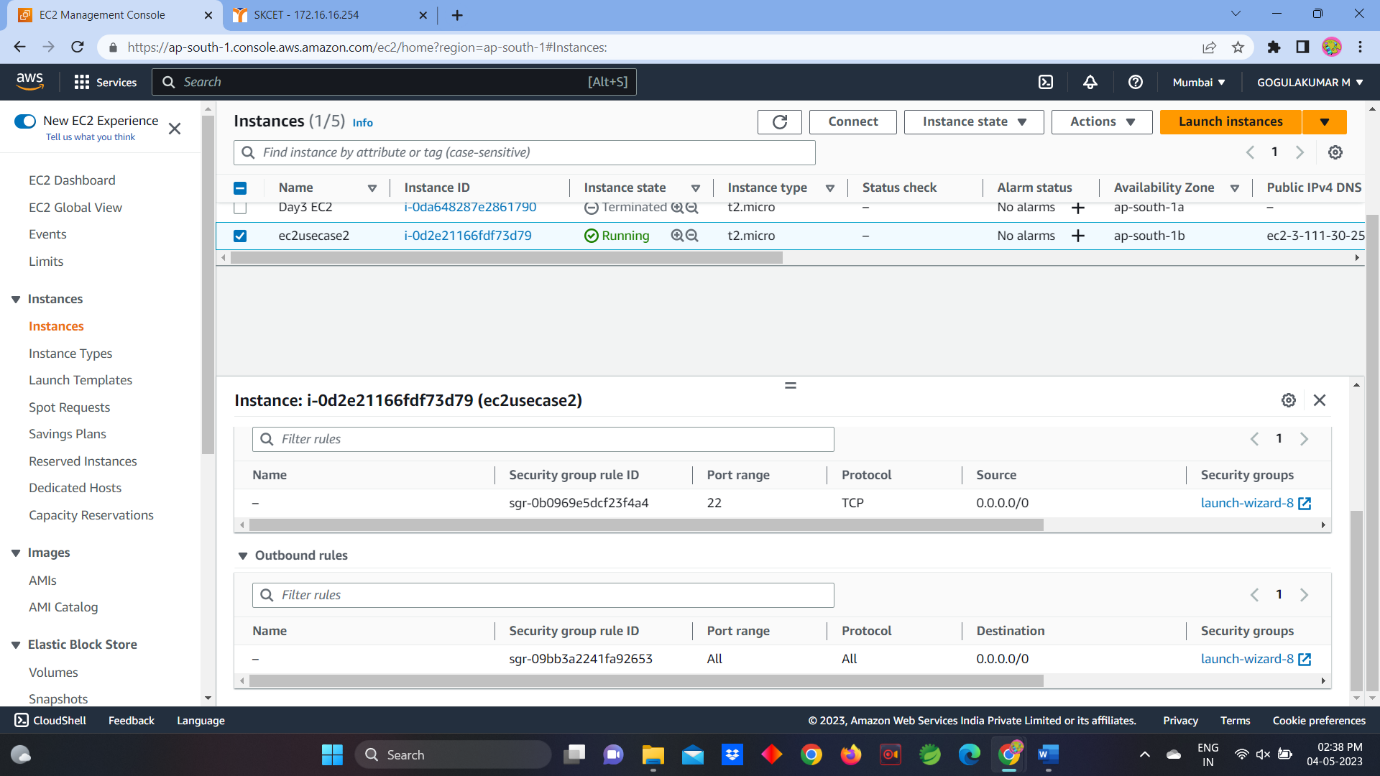 EC2 Management Console
SKCET - 172.16.16.254
https://ap-south-1.console.aws.amazon.com/ec2/home?region=ap-south-1#Instances:
aws
Services
Search
[Alt+S]
Mumbai
GOGULAKUMAR M
New EC2 Experience
Tell us what you think
EC2 Dashboard
EC2 Global View
Events
Limits
Instances
Instances
Instance Types
Launch Templates
Spot Requests
Savings Plans
Reserved Instances
Dedicated Hosts
Capacity Reservations
Images
AMIs
AMI Catalog
Elastic Block Store
Volumes
Snapshots
Instances (1/5) Info
Connect
Instance state
Actions
Launch instances
Find instance by attribute or tag (case-sensitive)
1
Name Instance ID Instance state Instance type Status check Alarm status Availability Zone Public IPv4 DNS
Day3 EC2 i-0da648287e2861790 Terminated t2.micro – No alarms + ap-south-1a –
ec2usecase2 i-0d2e21166fdf73d79 Running t2.micro – No alarms + ap-south-1b ec2-3-111-30-25
Instance: i-0d2e21166fdf73d79 (ec2usecase2)
Filter rules
1
Name Security group rule ID Port range Protocol Source Security groups
– sgr-0b0969e5dcf23f4a4 22 TCP 0.0.0.0/0 launch-wizard-8
Outbound rules
Filter rules
1
Name Security group rule ID Port range Protocol Destination Security groups
– sgr-09bb3a2241fa92653 All All 0.0.0.0/0 launch-wizard-8
CloudShell Feedback Language
© 2023, Amazon Web Services India Private Limited or its affiliates. Privacy Terms Cookie preferences
Search
ENG
IN
02:38 PM
04-05-2023